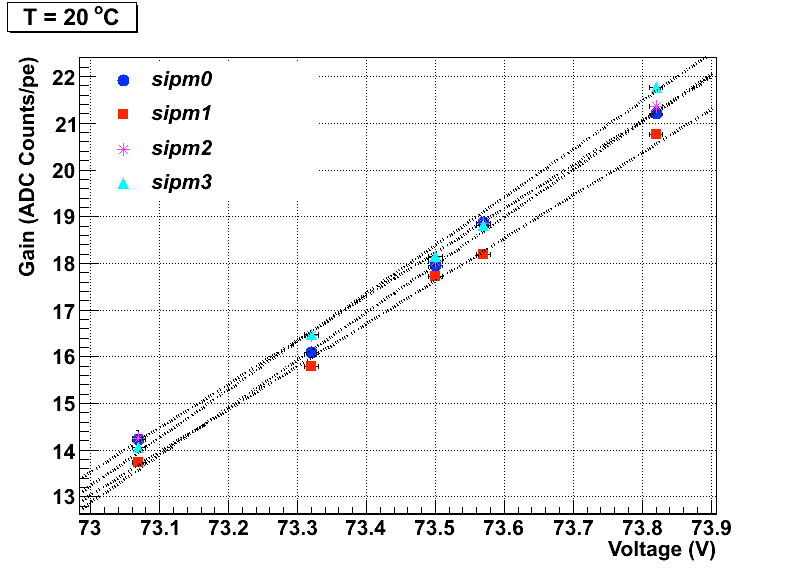 T = 20 °C
Gain (ADC Counts/pe)
sipm0
sipm1
sipm2
sipm3
22
21
20
19
18
17
16
15
14
13
73 73.1 73.2 73.3 73.4 73.5 73.6 73.7 73.8 73.9
Voltage (V)